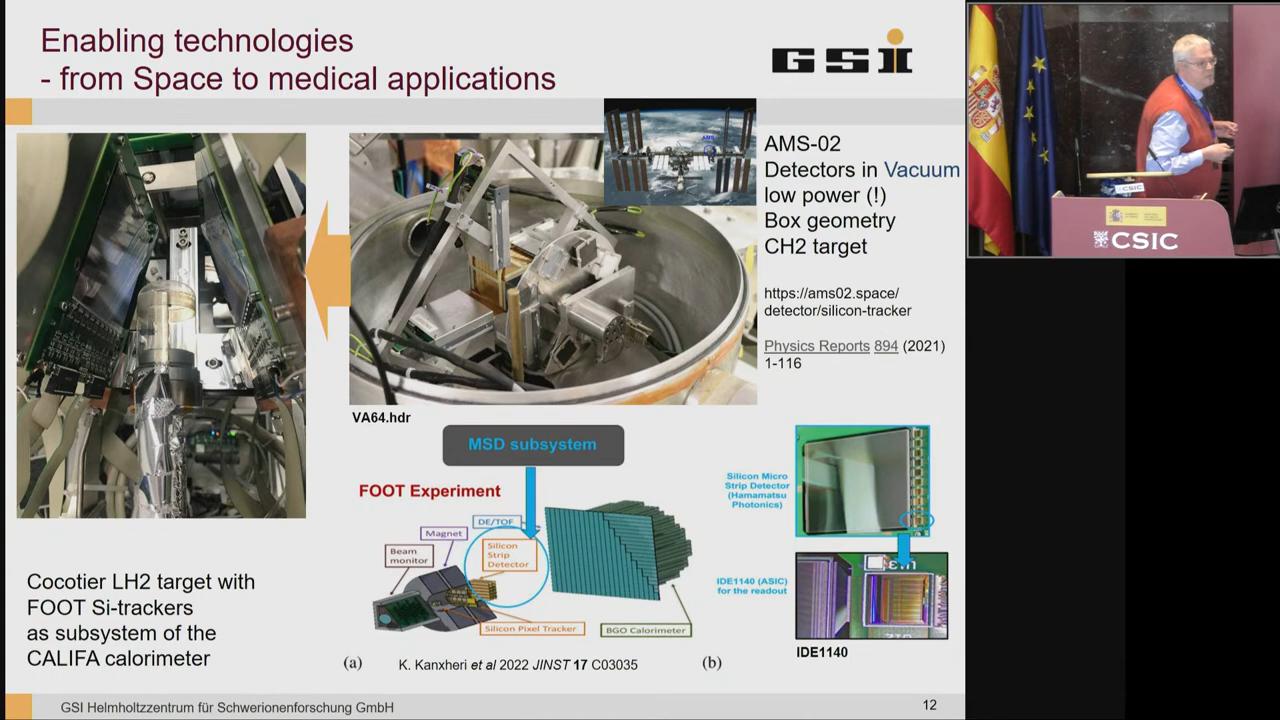 Enabling technologies
- from Space to medical applications
GSI
AMS
AMS-02
Detectors in Vacuum
low power (!)
Box geometry
CH2 target
https://ams02.space/
detector/silicon-tracker
Physics Reports 894 (2021)
1-116
CSIC
CSIC
VA64.hdr
MSD subsystem
FOOT Experiment
DE/TOF
Magnet
Beam
monitor
Silicon
Strip
Detector
Silicon Pixel Tracker
BGO Calorimeter
Silicon Micro
Strip Detector
(Hamamatsu
Photonics)
IDE1140 (ASIC)
for the readout
IDE1140
Cocotier LH2 target with
FOOT Si-trackers
as subsystem of the
CALIFA calorimeter
(a)
K. Kanxheri et al 2022 JINST 17 C03035
(b)
GSI Helmholtzzentrum für Schwerionenforschung GmbH
12